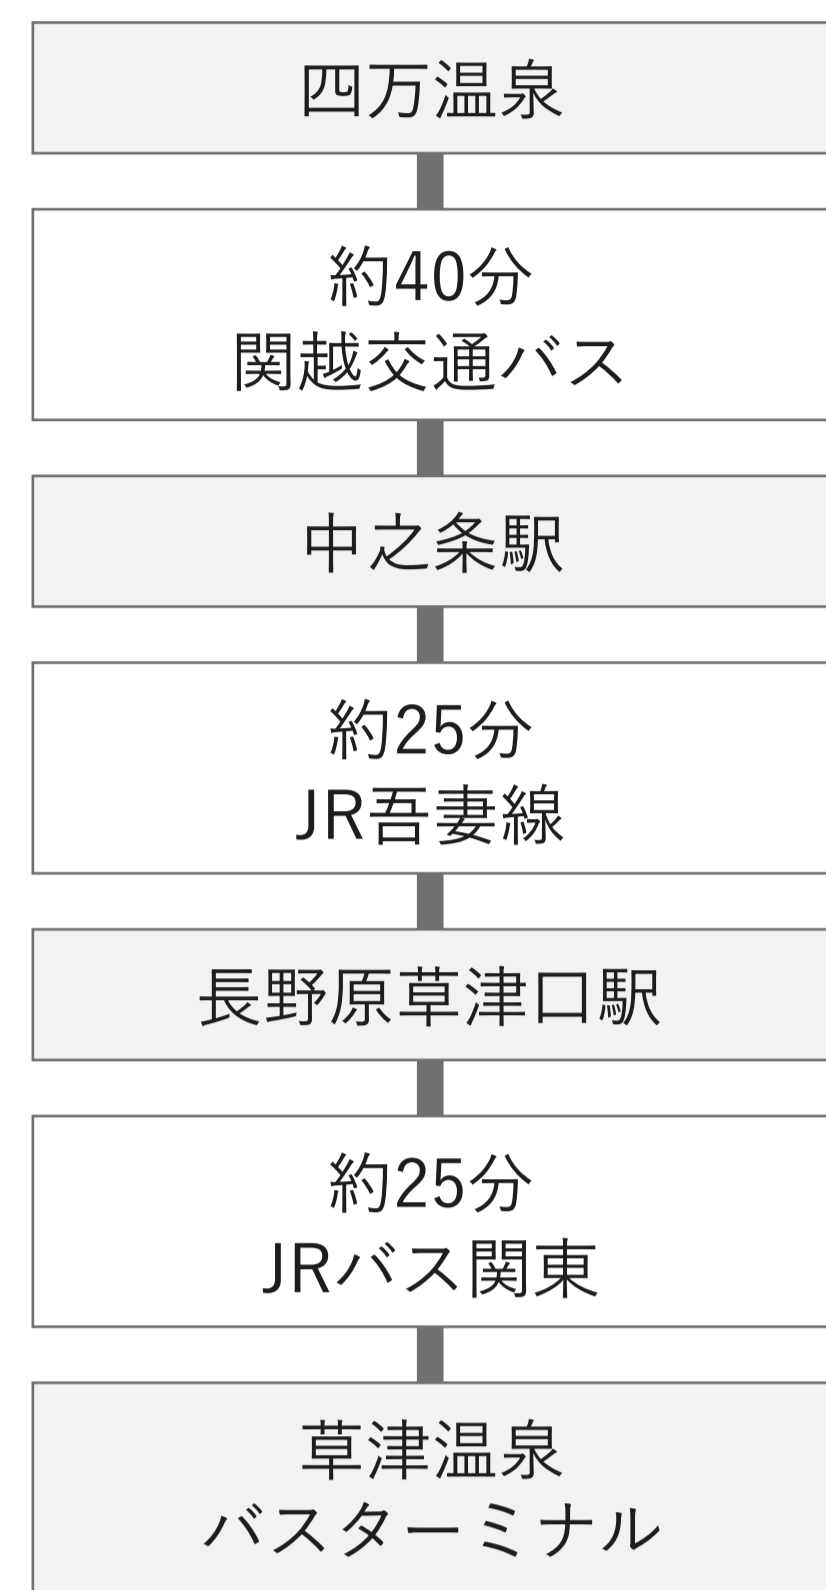 四万温泉
約40分
関越交通バス
中之条駅
約25分
JR吾妻線
長野原草津口駅
約25分
JRバス関東
草津温泉
バスターミナル